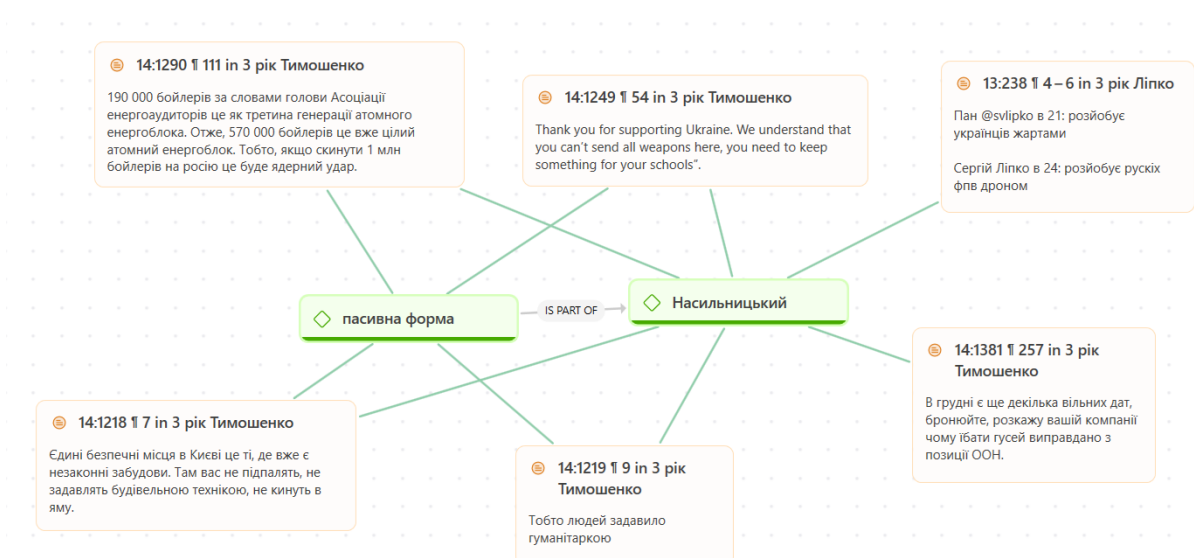 14:1290 ¶ 111 in 3 рік Тимошенко
190 000 бойлерів за словами голови Асоціації
енергоаудиторів це як третина генерації атомного
енергоблока. Отже, 570 000 бойлерів це вже цілий
атомний енергоблок. Тобто, якщо скинути 1 млн
бойлерів на росію це буде ядерний удар.
14:1249 ¶ 54 in 3 рік Тимошенко
Thank you for supporting Ukraine. We understand that
you can’t send all weapons here, you need to keep
something for your schools“.
13:238 ¶ 4 – 6 in 3 рік Ліпко
Пан @svlipko в 21: розйобує
українців жартами
Сергій Ліпко в 24: розйобує рускіх
фпв дроном
пасивна форма
IS PART OF
Насильницький
14:1218 ¶ 7 in 3 рік Тимошенко
Єдині безпечні місця в Києві це ті, де вже є
незаконні забудови. Там вас не підпалять, не
задавлять будівельною технікою, не кинуть в
яму.
14:1219 ¶ 9 in 3 рік
Тимошенко
Тобто людей задавило
гуманітаркою
14:1381 ¶ 257 in 3 рік
Тимошенко
В грудні є ще декілька вільних дат,
бронюйте, розкажу вашій компанії
чому їбати гусей виправдано з
позиції ООН.